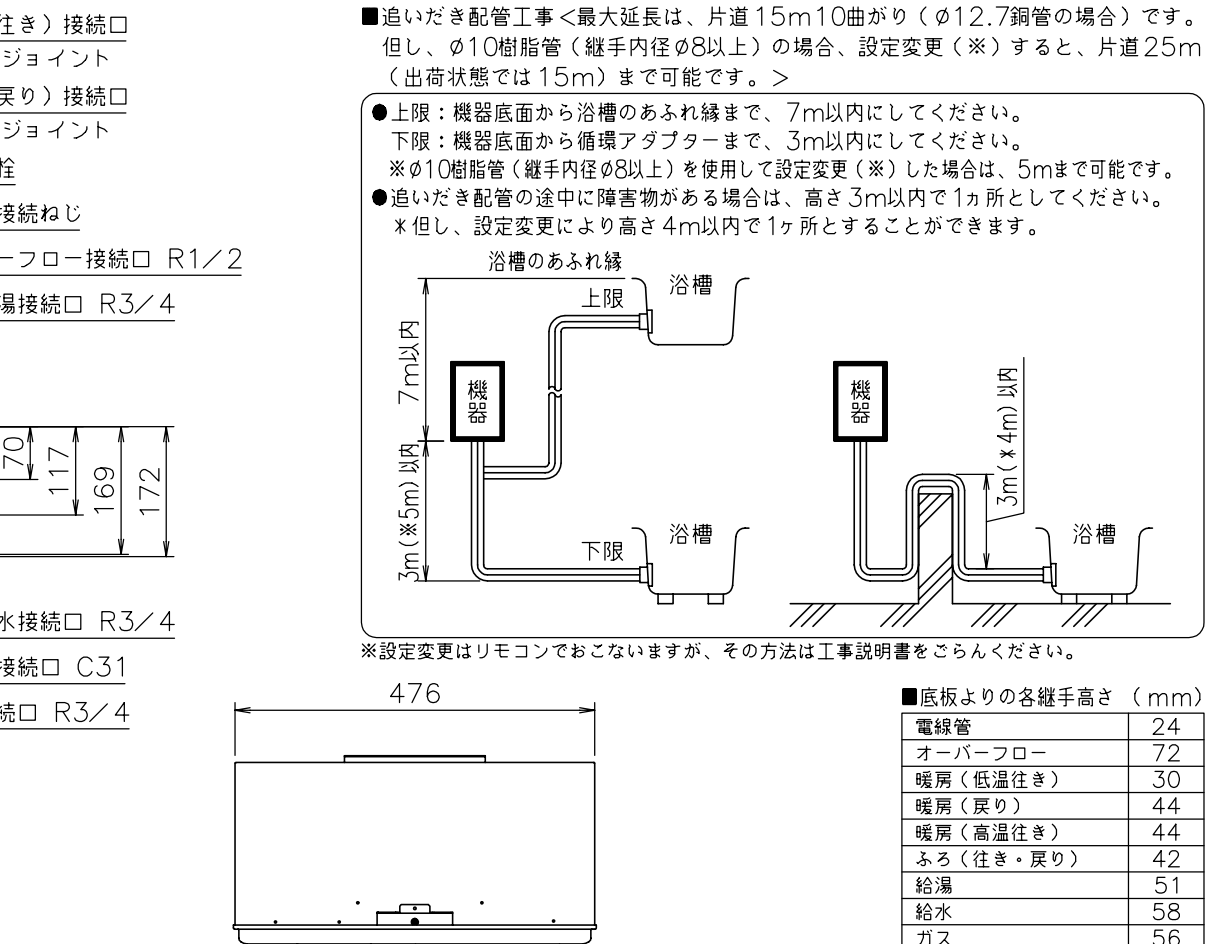 往き）接続口
ジョイント
戻り）接続口
ジョイント
栓
接続ねじ
ーフロー接続口 R1／2
湯接続口 R3／4
70
117
169
172
水接続口 R3／4
接続口 C31
続口 R3／4
■追いだき配管工事＜最大延長は、片道15m10曲がり（φ12.7銅管の場合）です。
但し、φ10樹脂管（継手内径φ8以上）の場合、設定変更（※）すると、片道25m
（出荷状態では15m）まで可能です。＞
●上限：機器底面から浴槽のあふれ縁まで、7m以内にしてください。
下限：機器底面から循環アダプターまで、3m以内にしてください。
※φ10樹脂管（継手内径φ8以上）を使用して設定変更（※）した場合は、5mまで可能です。
●追いだき配管の途中に障害物がある場合は、高さ3m以内で1ヵ所としてください。
＊但し、設定変更により高さ4m以内で1ヶ所とすることができます。
浴槽のあふれ縁
浴槽
上限
7m以内
機器
3m(※5m)以内
浴槽
下限
機器
3m(＊4m)以内
浴槽
※設定変更はリモコンでおこないますが、その方法は工事説明書をごらんください。
476
■底板よりの各継手高さ （mm）
電線管 24
オーバーフロー 72
暖房（低温往き） 30
暖房（戻り） 44
暖房（高温往き） 44
ふろ（往き・戻り） 42
給湯 51
給水 58
ガス 56